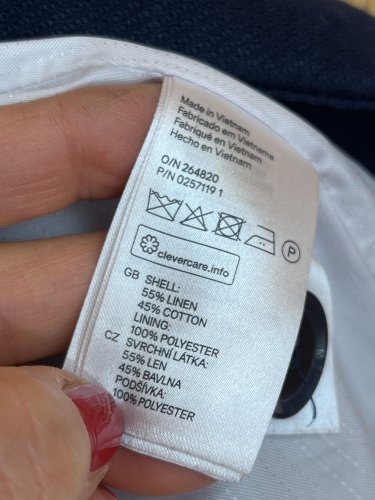 Made in Vietnam
Fabricado em Vietname
Fabriqué en Vietnam
Hecho en Vietnam
O/N 264820
P/N 0257119 1
P
clevercare.info
GB SHELL:
55% LINEN
45% COTTON
LINING:
100% POLYESTER
CZ SVRCHNÍ LÁTKA:
55% LEN
45% BAVLNA
PODŠÍVKA:
100% POLYESTER